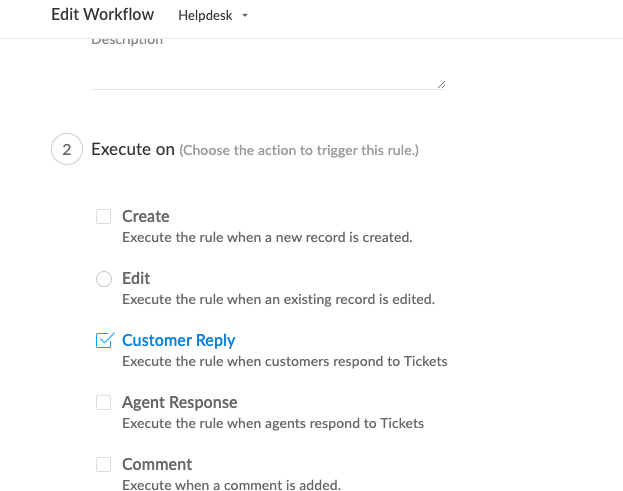 Edit Workflow Helpdesk
Description
2 Execute on (Choose the action to trigger this rule.)
Create
Execute the rule when a new record is created.
Edit
Execute the rule when an existing record is edited.
Customer Reply
Execute the rule when customers respond to Tickets
Agent Response
Execute the rule when agents respond to Tickets
Comment
Execute when a comment is added.